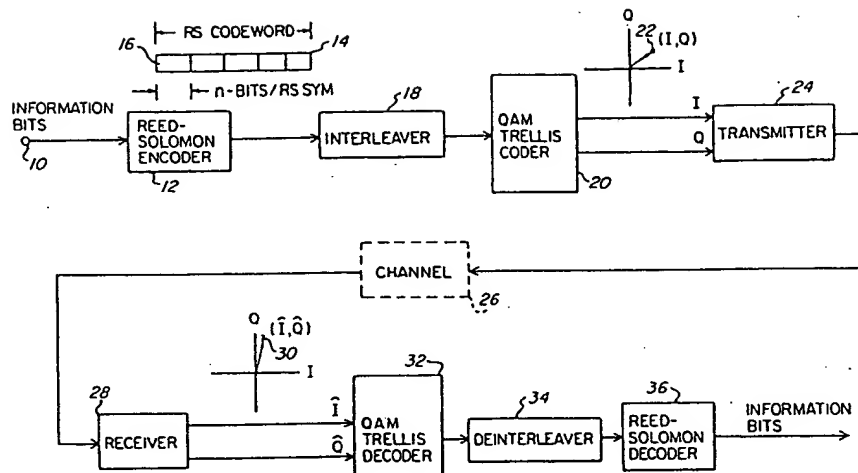 RS CODEWORD
16
14
n-BITS/RS SYM
INFORMATION BITS
10
REED-SOLOMON ENCODER
12
18
INTERLEAVER
QAM TRELLIS CODER
20
Q
22
(I,Q)
I
I
Q
24
TRANSMITTER
CHANNEL
26
28
RECEIVER
Q
(Î,Q̂)
30
I
Î
Q̂
32
QAM TRELLIS DECODER
34
DEINTERLEAVER
36
REED-SOLOMON DECODER
INFORMATION BITS